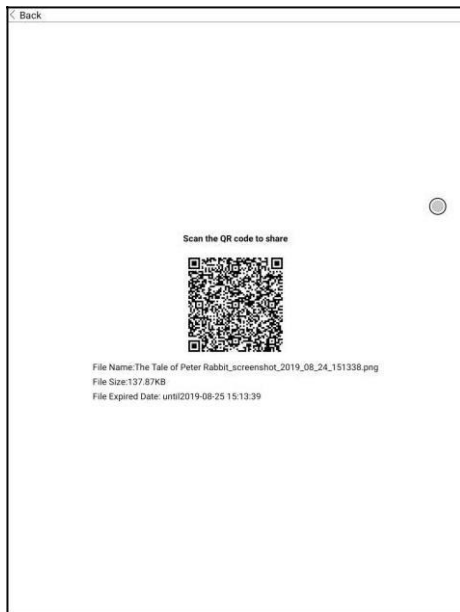 Back
Scan the QR code to share
File Name:The Tale of Peter Rabbit_screenshot_2019_08_24_151338.png
File Size:137.87KB
File Expired Date: until2019-08-25 15:13:39